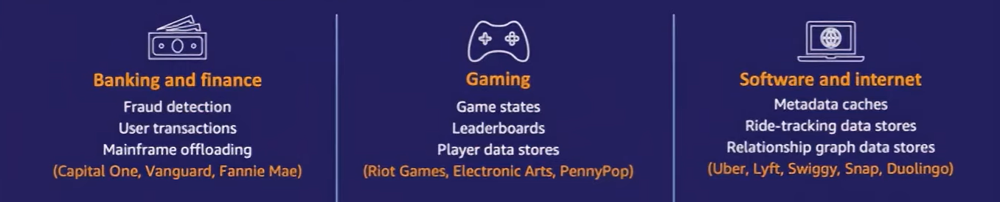 Banking and finance
Fraud detection
User transactions
Mainframe offloading
(Capital One, Vanguard, Fannie Mae)
Gaming
Game states
Leaderboards
Player data stores
(Riot Games, Electronic Arts, PennyPop)
Software and internet
Metadata caches
Ride-tracking data stores
Relationship graph data stores
(Uber, Lyft, Swiggy, Snap, Duolingo)